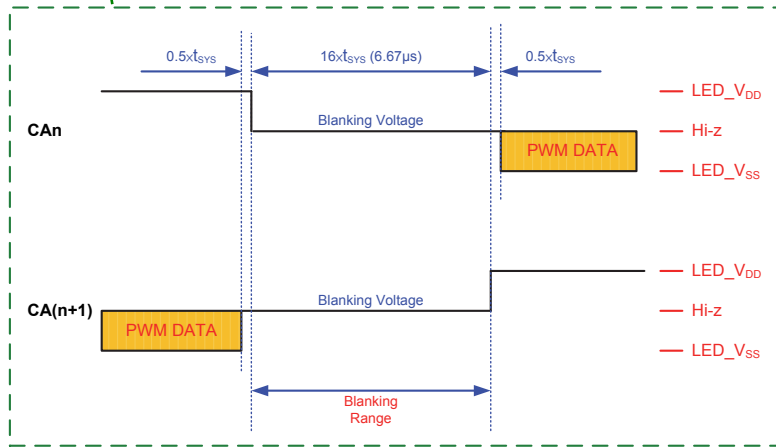 0.5xtSYS 16xtSYS (6.67µs) 0.5xtSYS
LED_VDD
CAn Blanking Voltage Hi-z
PWM DATA
LED_VSS
LED_VDD
CA(n+1) Blanking Voltage Hi-z
PWM DATA
LED_VSS
Blanking
Range